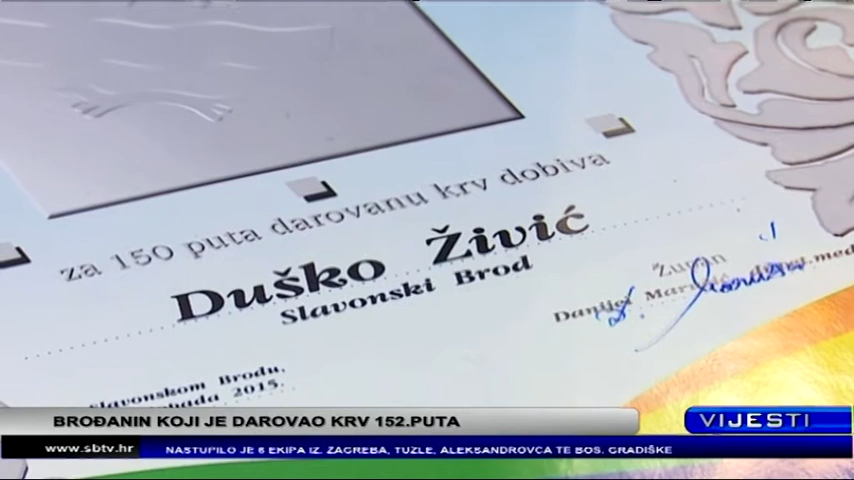 za 150 puta darovanu krv dobiva
Duško Živić
Slavonski Brod
Župan
Danijel
Slavonskom Brodu,
2015.
BROĐANIN KOJI JE DAROVAO KRV 152.PUTA
VIJESTI
www.sbtv.hr
NASTUPILO JE 6 EKIPA IZ. ZAGREBA, TUZLE, ALEKSANDROVCA TE BOS. GRADIŠKE